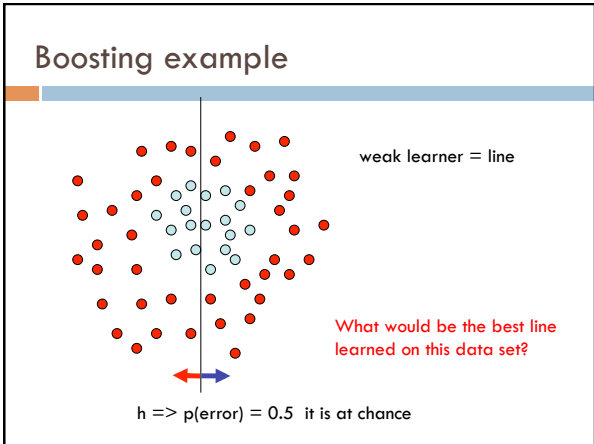 Boosting example
weak learner = line
What would be the best line
learned on this data set?
h => p(error) = 0.5 it is at chance